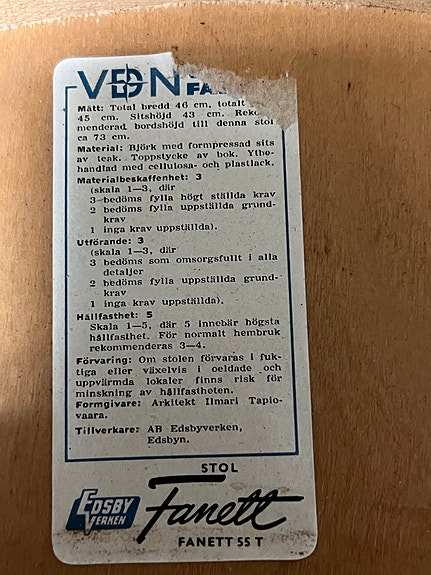 VDN
FA
Mått: Total bredd 46 cm, totalt
45 cm. Sitshöjd 43 cm. Reko-
menderad bordshöjd till denna stol
ca 73 cm.
Material: Björk med formpressad sits
av teak. Toppstycke av bok. Ytbe-
handlad med cellulosa- och plastlack.
Materialbeskaffenhet: 3
(skala 1—3, där
3 bedöms fylla högt ställda krav
2 bedöms fylla uppställda grund-
krav
1 inga krav uppställda).
Utförande: 3
(skala 1—3, där
3 bedöms som omsorgsfullt i alla
detaljer
2 bedöms fylla uppställda grund-
krav
1 inga krav uppställda).
Hållfasthet: 5
Skala 1—5, där 5 innebär högsta
hållfasthet. För normalt hembruk
rekommenderas 3—4.
Förvaring: Om stolen förvaras i fuk-
tiga eller växelvis i oeldade och
uppvärmda lokaler finns risk för
minskning av hållfastheten.
Formgivare: Arkitekt Ilmari Tapio-
vaara.
Tillverkare: AB Edsbyverken,
Edsbyn.
STOL
EDSBY
VERKEN
Fanett
FANETT 55 T